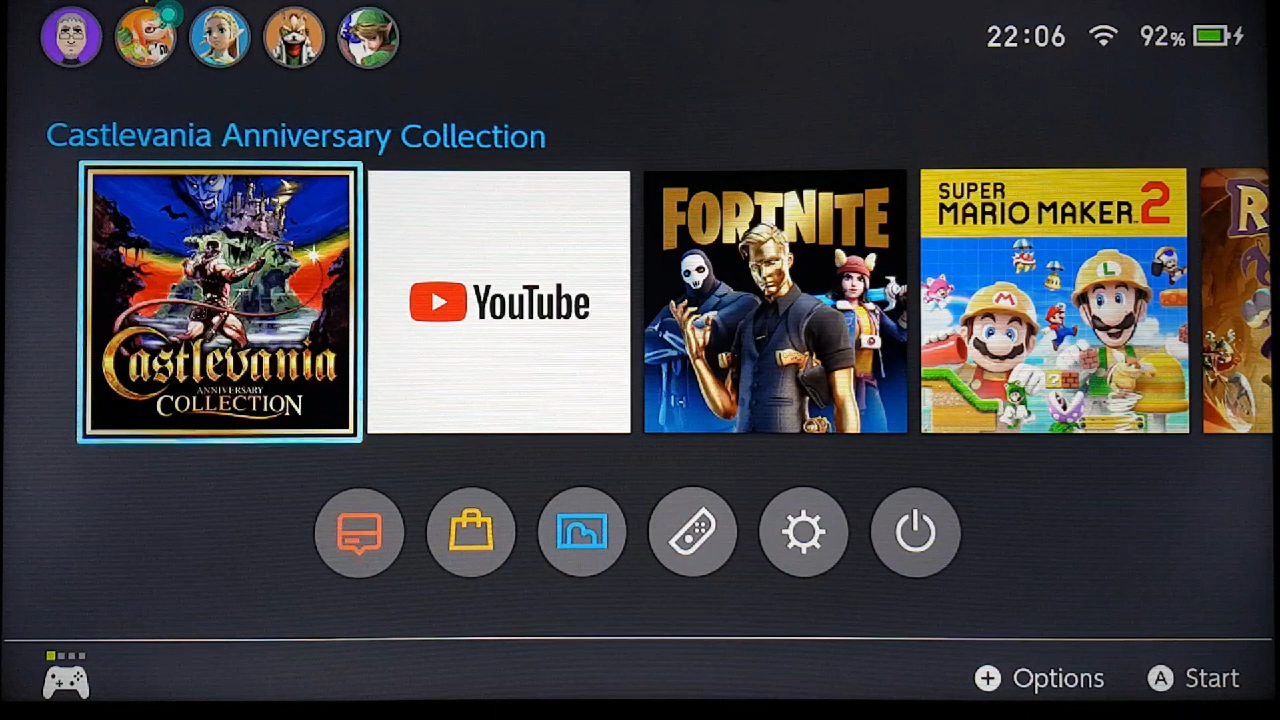 22:06
92%
Castlevania Anniversary Collection
Castlevania
ANNIVERSARY
COLLECTION
YouTube
FORTNITE
SUPER
MARIO MAKER 2
R
M
L
?
+ Options
A Start